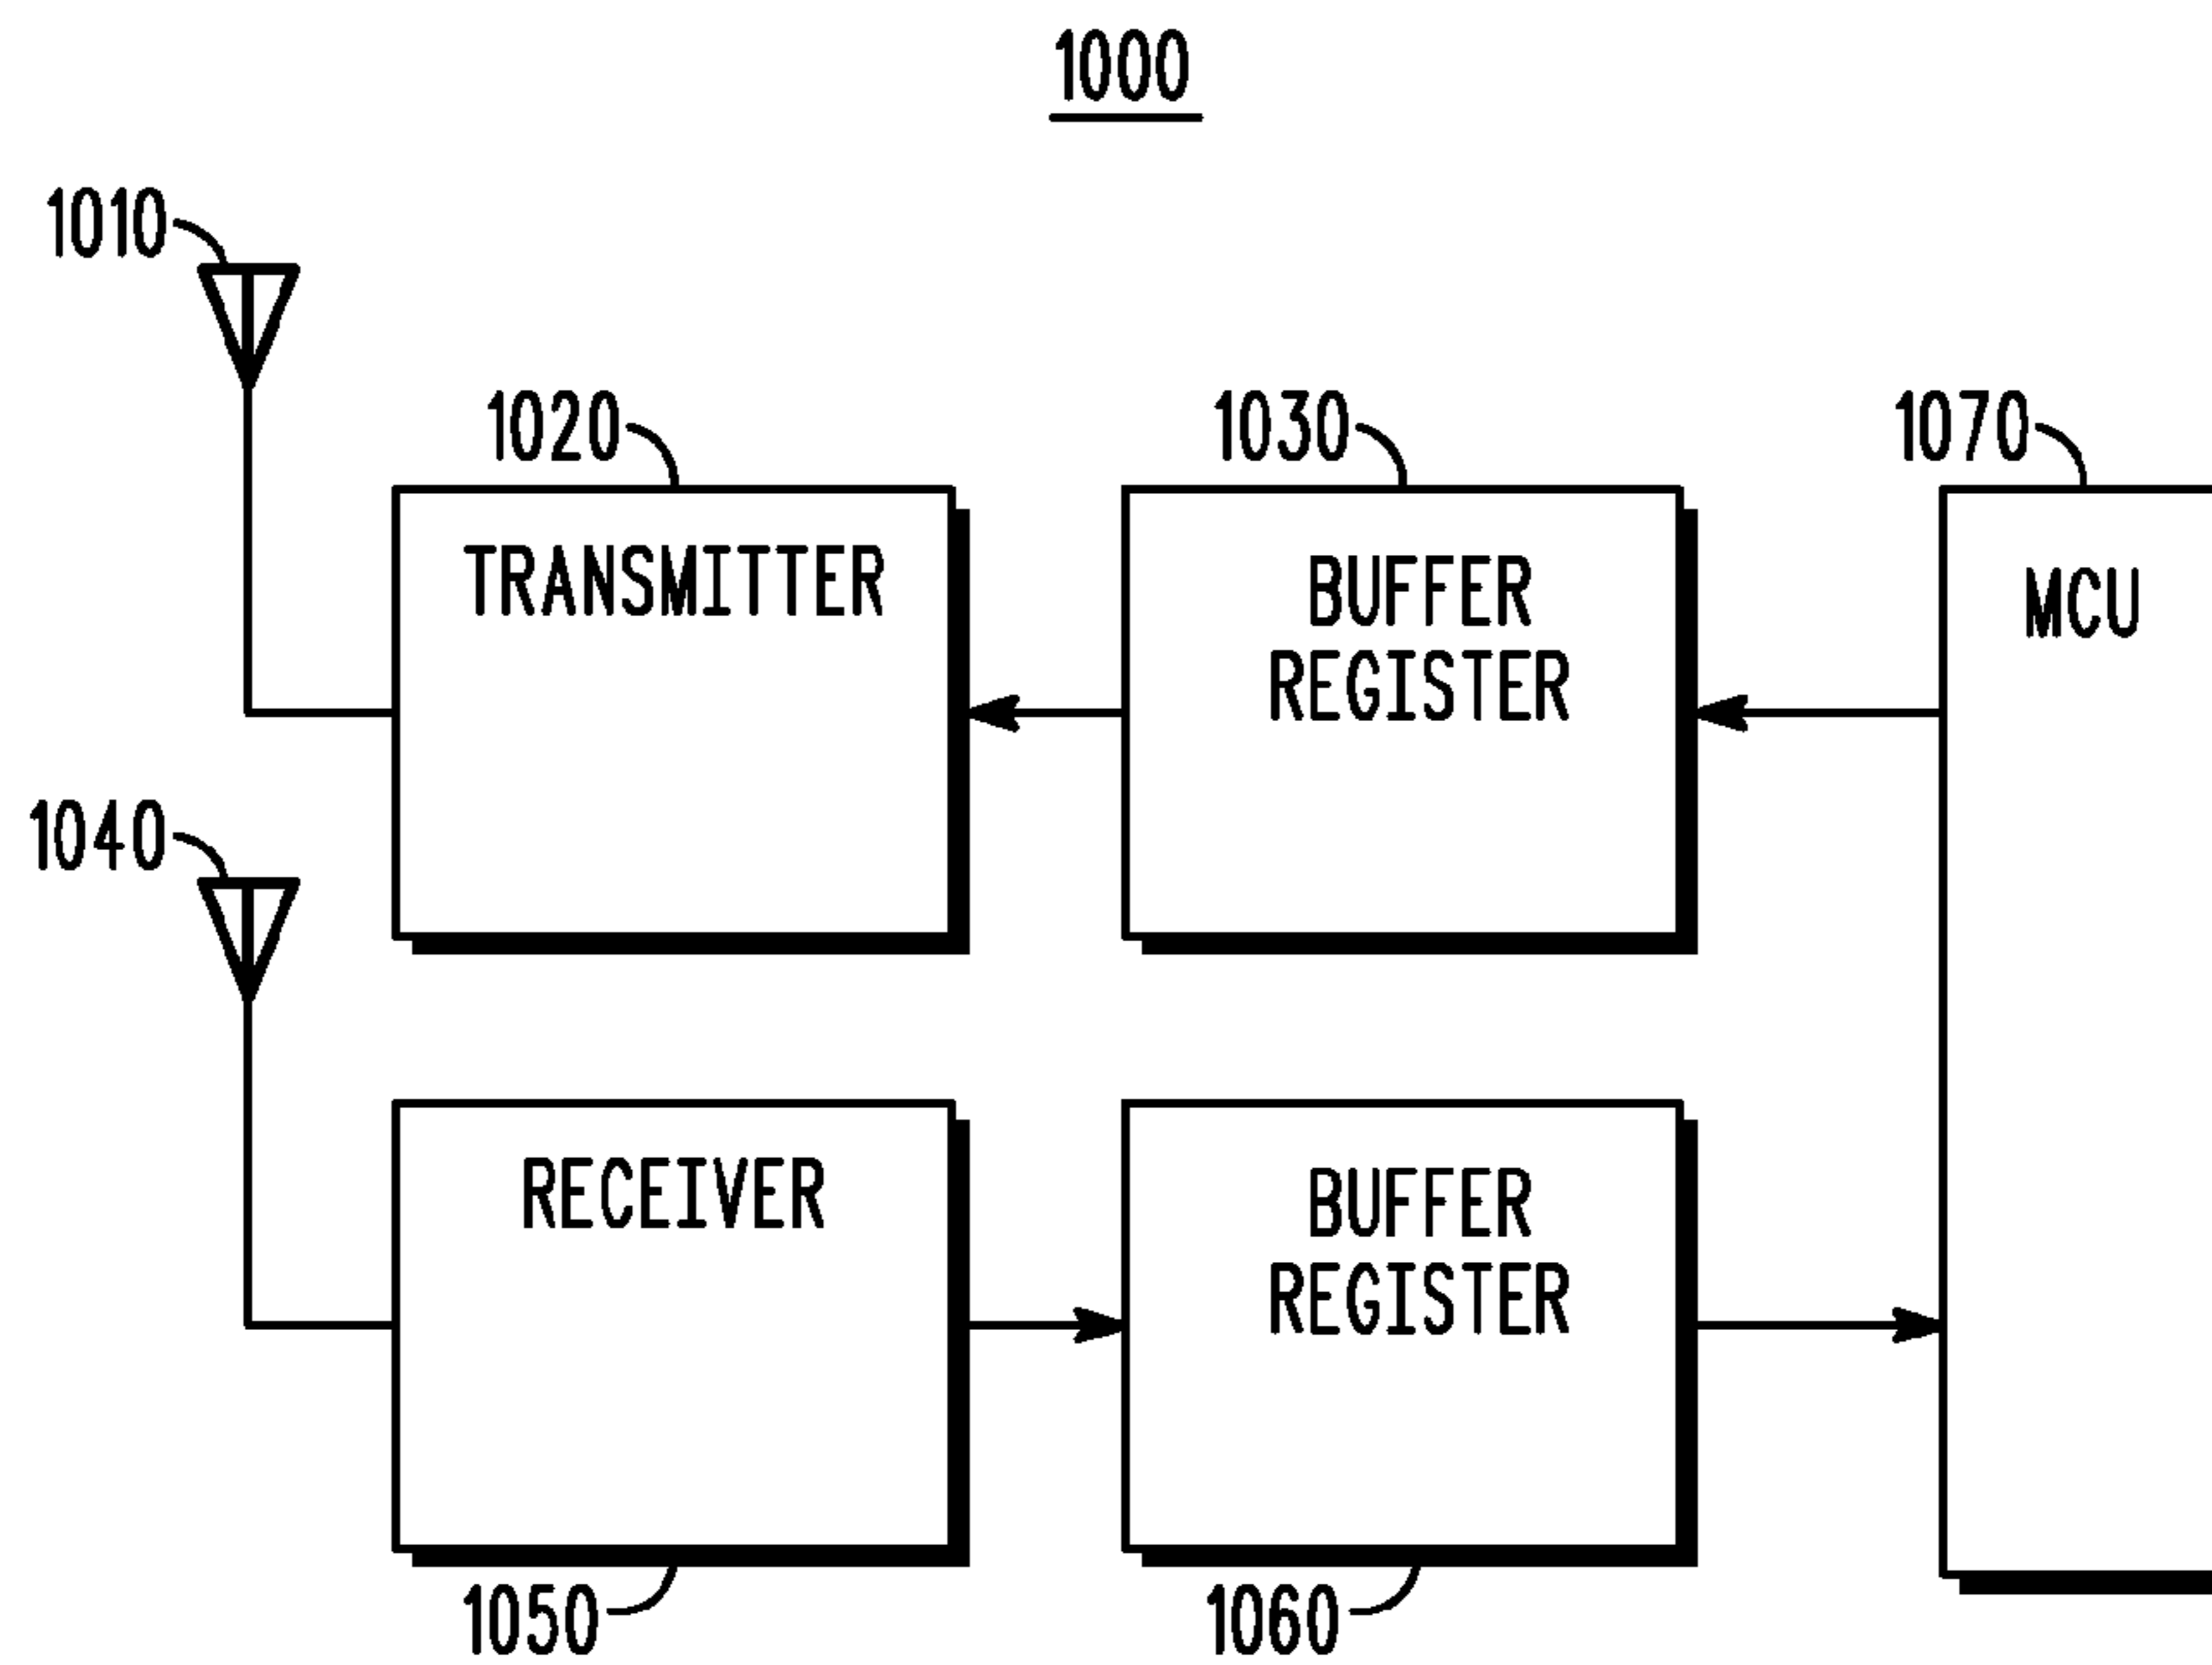 1000
1010
1020
1030
1070
TRANSMITTER
BUFFER
REGISTER
MCU
1040
RECEIVER
BUFFER
REGISTER
1050
1060